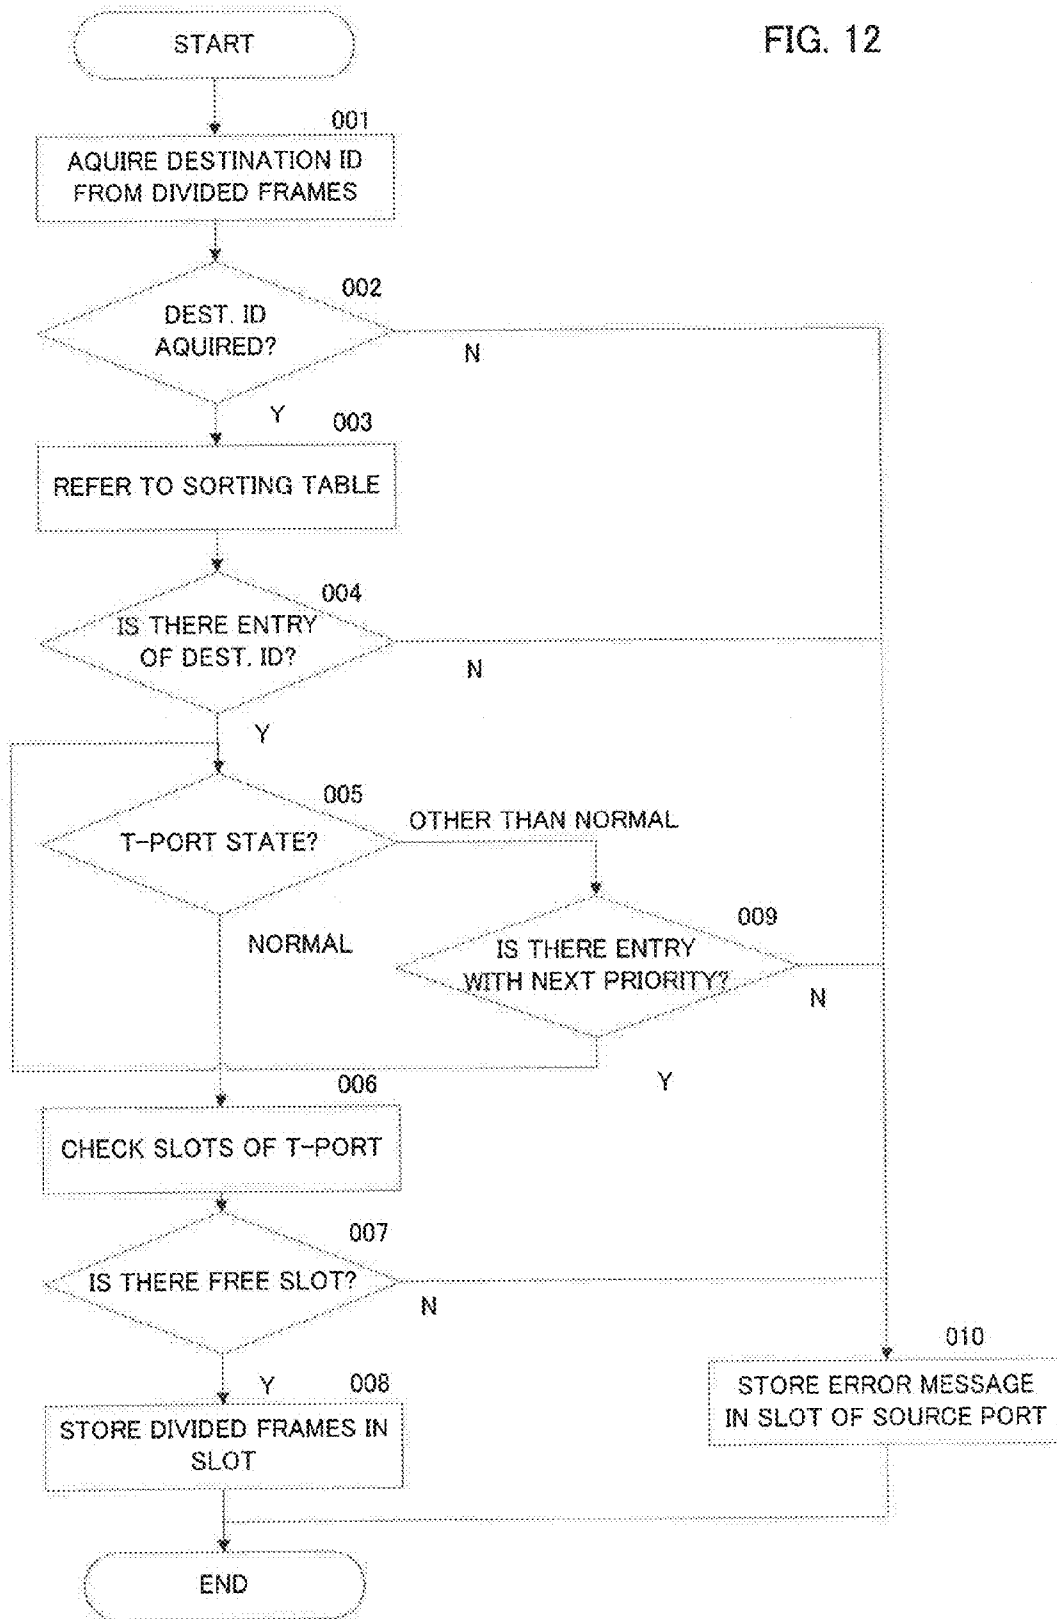 FIG. 12
START
001
AQUIRE DESTINATION ID
FROM DIVIDED FRAMES
002
DEST. ID
AQUIRED?
N
Y
003
REFER TO SORTING TABLE
004
IS THERE ENTRY
OF DEST. ID?
N
Y
005
T-PORT STATE?
OTHER THAN NORMAL
NORMAL
009
IS THERE ENTRY
WITH NEXT PRIORITY?
N
Y
006
CHECK SLOTS OF T-PORT
007
IS THERE FREE SLOT?
N
Y
008
STORE DIVIDED FRAMES IN
SLOT
010
STORE ERROR MESSAGE
IN SLOT OF SOURCE PORT
END